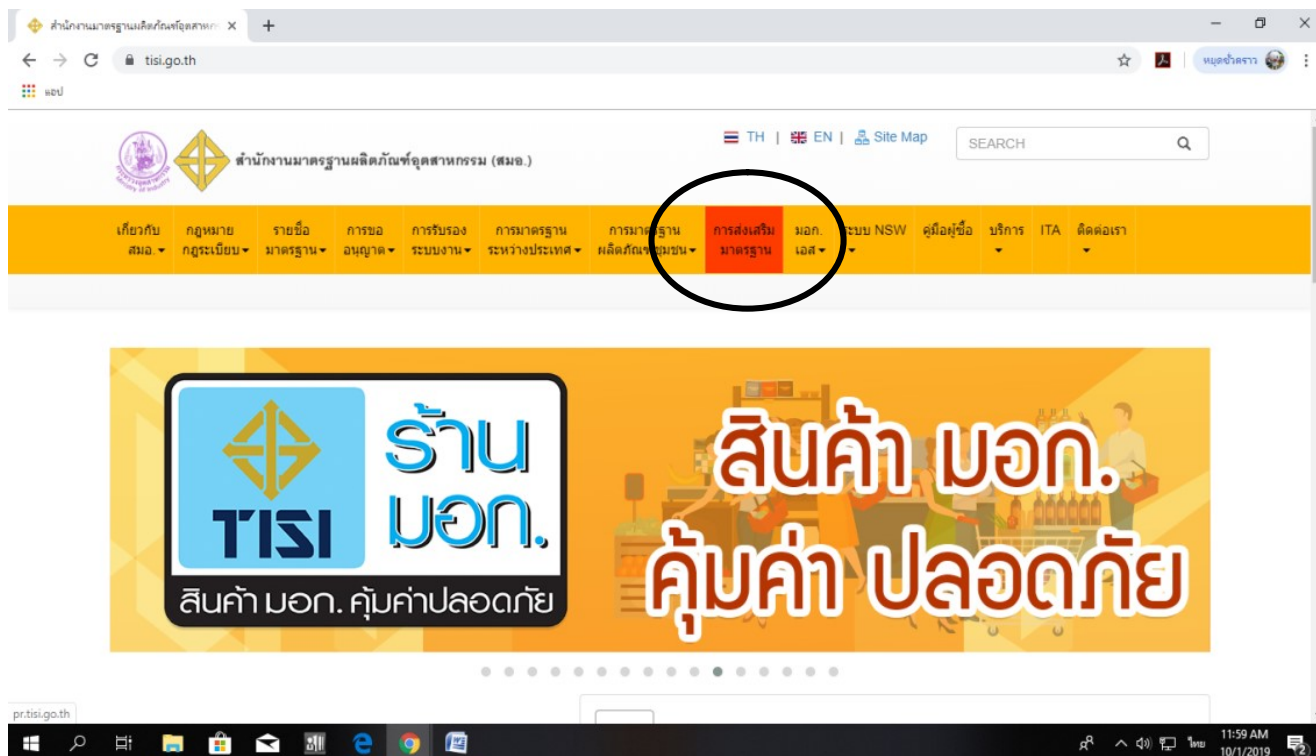 สำนักงานมาตรฐานผลิตภัณฑ์อุตสาหกร
tisi.go.th
หยุดชั่วคราว
แอป
TH | EN | Site Map
SEARCH
สำนักงานมาตรฐานผลิตภัณฑ์อุตสาหกรรม (สมอ.)
เกี่ยวกับ สมอ.
กฎหมาย กฎระเบียบ
รายชื่อ มาตรฐาน
การขอ อนุญาต
การรับรอง ระบบงาน
การมาตรฐาน ระหว่างประเทศ
การมาตรฐาน ผลิตภัณฑ์ชุมชน
การส่งเสริม มาตรฐาน
มอก. เอส
ระบบ NSW
คู่มือผู้ซื้อ
บริการ
ITA
ติดต่อเรา
TISI
ร้าน
มอก.
สินค้า มอก. คุ้มค่าปลอดภัย
สินค้า มอก.
คุ้มค่า ปลอดภัย
pr.tisi.go.th
ไทย
11:59 AM
10/1/2019